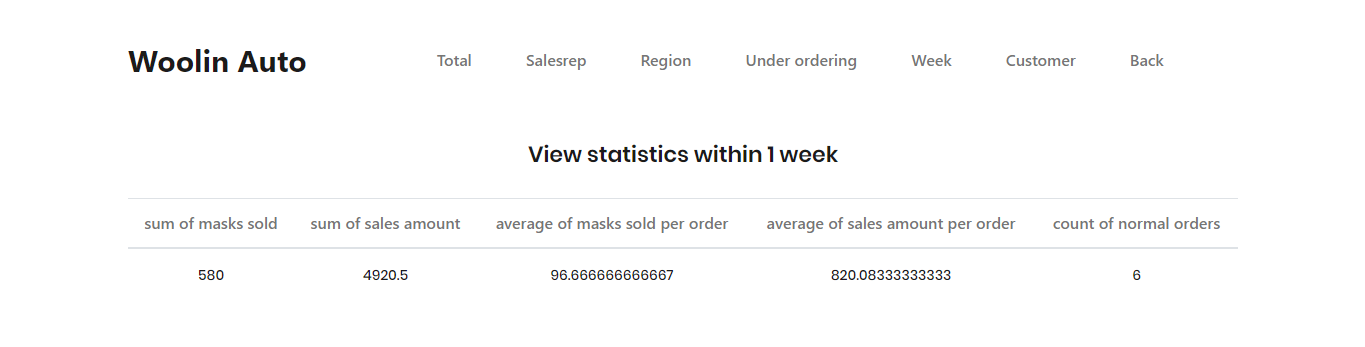 Woolin Auto Total Salesrep Region Under ordering Week Customer Back
View statistics within 1 week
sum of masks sold sum of sales amount average of masks sold per order average of sales amount per order count of normal orders
580 4920.5 96.666666666667 820.08333333333 6